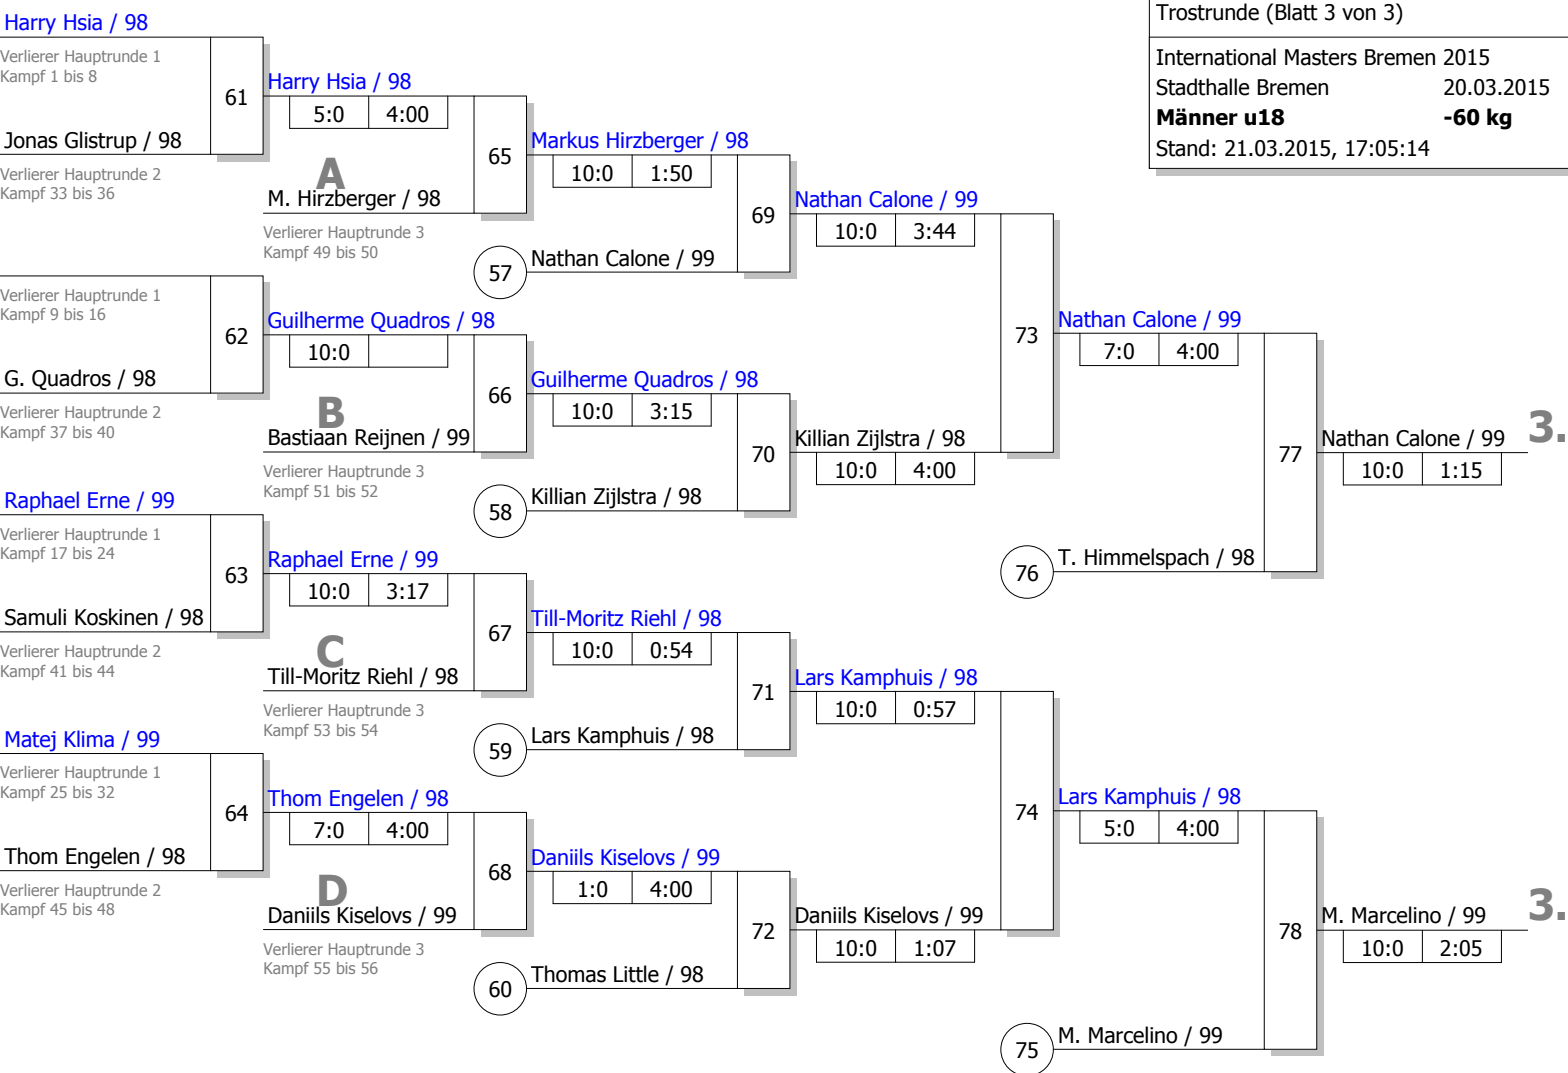 Trostrunde (Blatt 3 von 3)
International Masters Bremen 2015
Stadthalle Bremen 20.03.2015
Männer u18 -60 kg
Stand: 21.03.2015, 17:05:14
Harry Hsia / 98
Verlierer Hauptrunde 1
Kampf 1 bis 8
61
Jonas Glistrup / 98
Verlierer Hauptrunde 2
Kampf 33 bis 36
Verlierer Hauptrunde 1
Kampf 9 bis 16
62
G. Quadros / 98
Verlierer Hauptrunde 2
Kampf 37 bis 40
Raphael Erne / 99
Verlierer Hauptrunde 1
Kampf 17 bis 24
63
Samuli Koskinen / 98
Verlierer Hauptrunde 2
Kampf 41 bis 44
Matej Klima / 99
Verlierer Hauptrunde 1
Kampf 25 bis 32
64
Thom Engelen / 98
Verlierer Hauptrunde 2
Kampf 45 bis 48
Harry Hsia / 98
5:0 4:00
A
65
M. Hirzberger / 98
Verlierer Hauptrunde 3
Kampf 49 bis 50
Guilherme Quadros / 98
10:0
B
66
Bastiaan Reijnen / 99
Verlierer Hauptrunde 3
Kampf 51 bis 52
Raphael Erne / 99
10:0 3:17
C
67
Till-Moritz Riehl / 98
Verlierer Hauptrunde 3
Kampf 53 bis 54
Thom Engelen / 98
7:0 4:00
D
68
Daniils Kiselovs / 99
Verlierer Hauptrunde 3
Kampf 55 bis 56
Markus Hirzberger / 98
10:0 1:50
69
57 Nathan Calone / 99
Guilherme Quadros / 98
10:0 3:15
70
58 Killian Zijlstra / 98
Till-Moritz Riehl / 98
10:0 0:54
71
59 Lars Kamphuis / 98
Daniils Kiselovs / 99
1:0 4:00
72
60 Thomas Little / 98
Nathan Calone / 99
10:0 3:44
73
Killian Zijlstra / 98
10:0 4:00
Lars Kamphuis / 98
10:0 0:57
74
Daniils Kiselovs / 99
10:0 1:07
Nathan Calone / 99
7:0 4:00
77
76 T. Himmelspach / 98
Lars Kamphuis / 98
5:0 4:00
78
75 M. Marcelino / 99
Nathan Calone / 99 3.
10:0 1:15
M. Marcelino / 99 3.
10:0 2:05